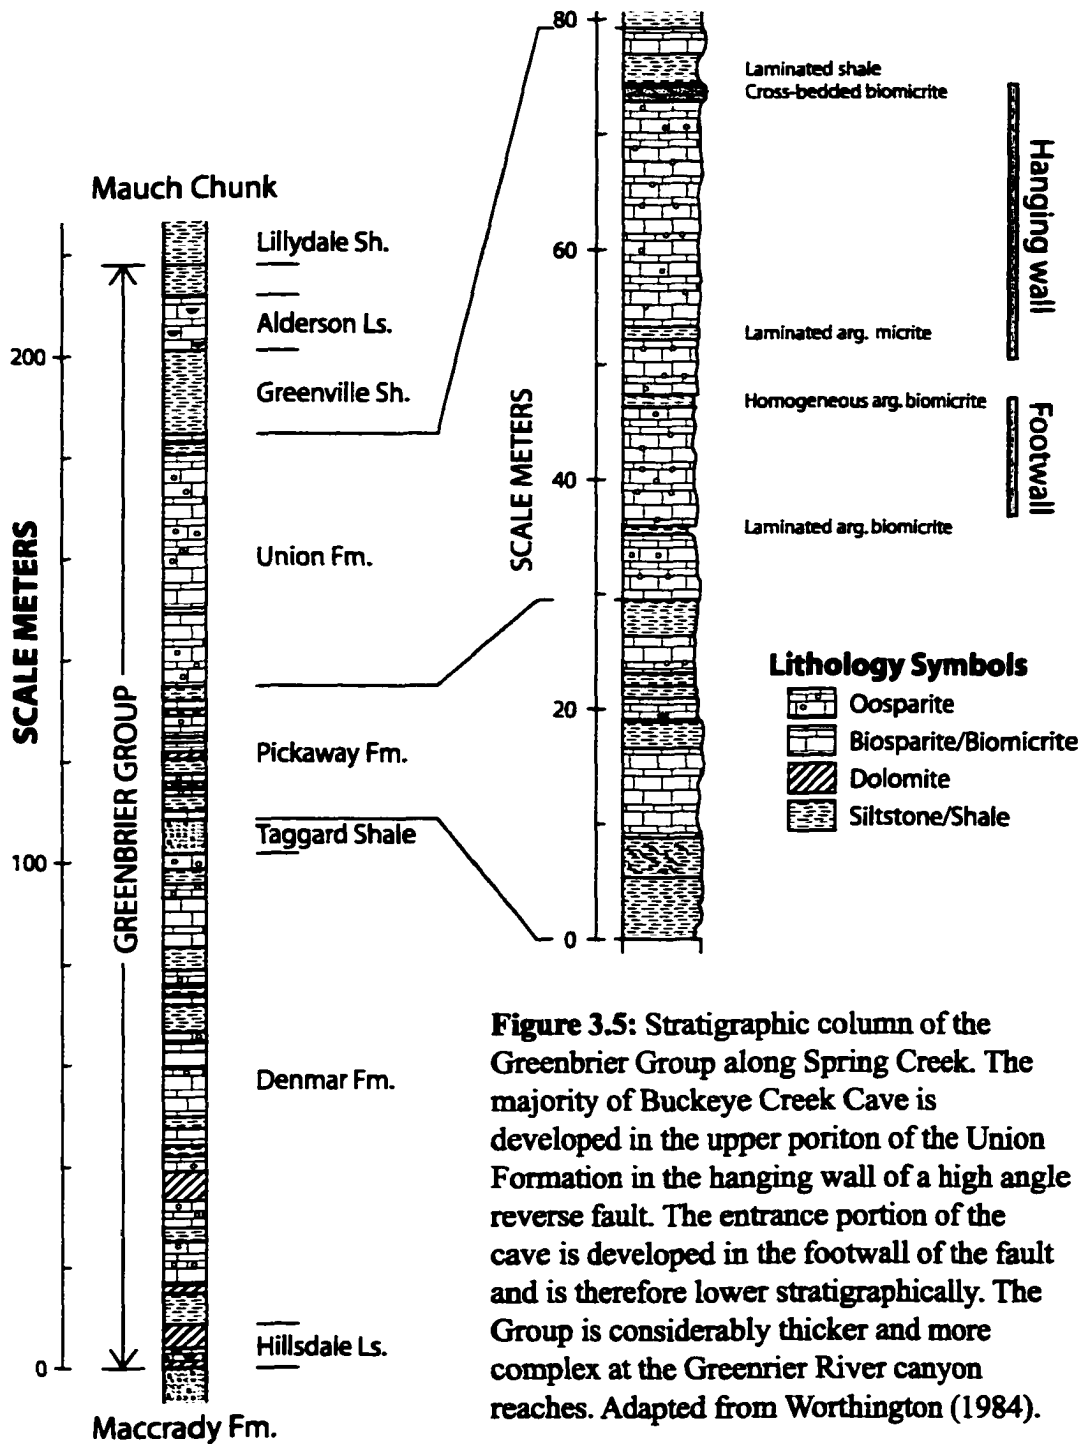 Mauch Chunk
Lillydale Sh.
Alderson Ls.
Greenville Sh.
Union Fm.
Pickaway Fm.
Taggard Shale
Denmar Fm.
Hillsdale Ls.
Maccrady Fm.
SCALE METERS
200
100
0
GREENBRIER GROUP
SCALE METERS
80
60
40
20
0
Laminated shale
Cross-bedded biomicrite
Laminated arg. micrite
Homogeneous arg. biomicrite
Laminated arg. biomicrite
Hanging wall
Footwall
Lithology Symbols
Oosparite
Biosparite/Biomicrite
Dolomite
Siltstone/Shale
Figure 3.5: Stratigraphic column of the
Greenbrier Group along Spring Creek. The
majority of Buckeye Creek Cave is
developed in the upper poriton of the Union
Formation in the hanging wall of a high angle
reverse fault. The entrance portion of the
cave is developed in the footwall of the fault
and is therefore lower stratigraphically. The
Group is considerably thicker and more
complex at the Greenrier River canyon
reaches. Adapted from Worthington (1984).